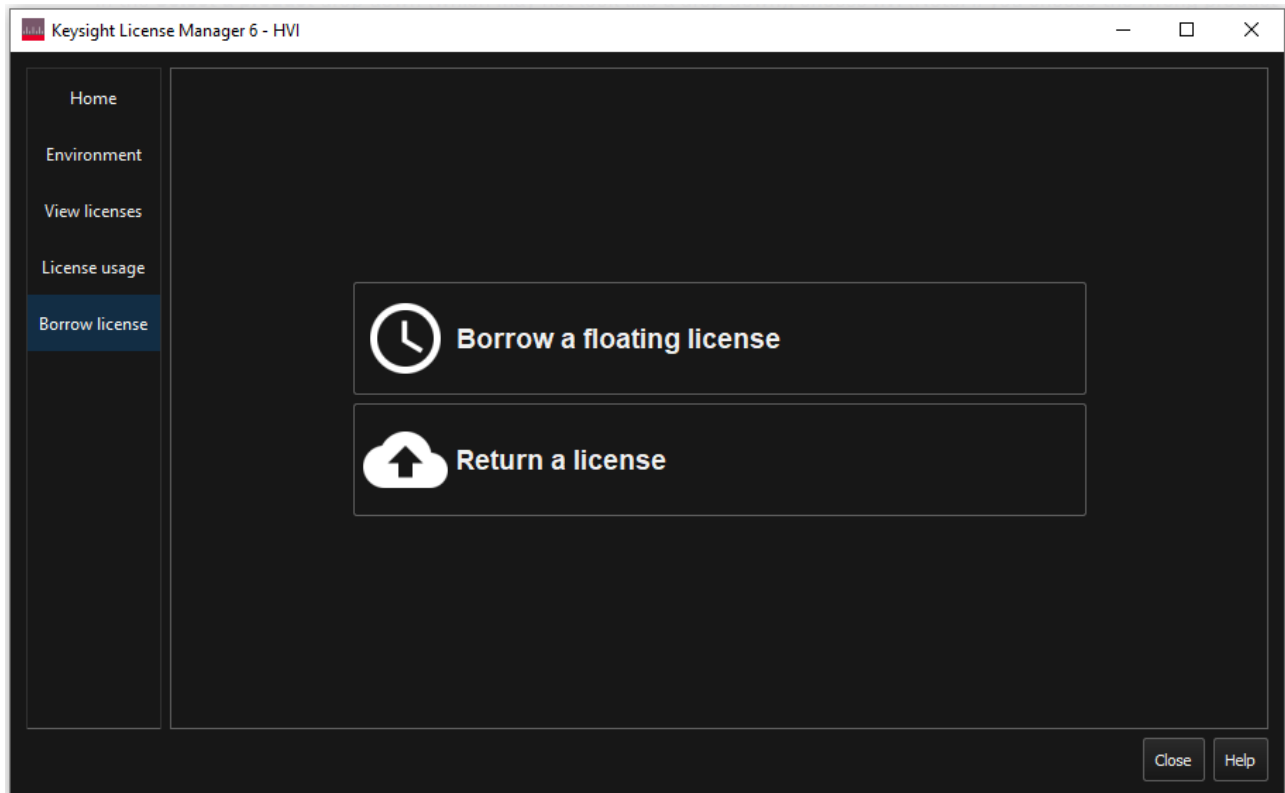 Keysight License Manager 6 - HVI
Home
Environment
View licenses
License usage
Borrow license
Borrow a floating license
Return a license
Close
Help